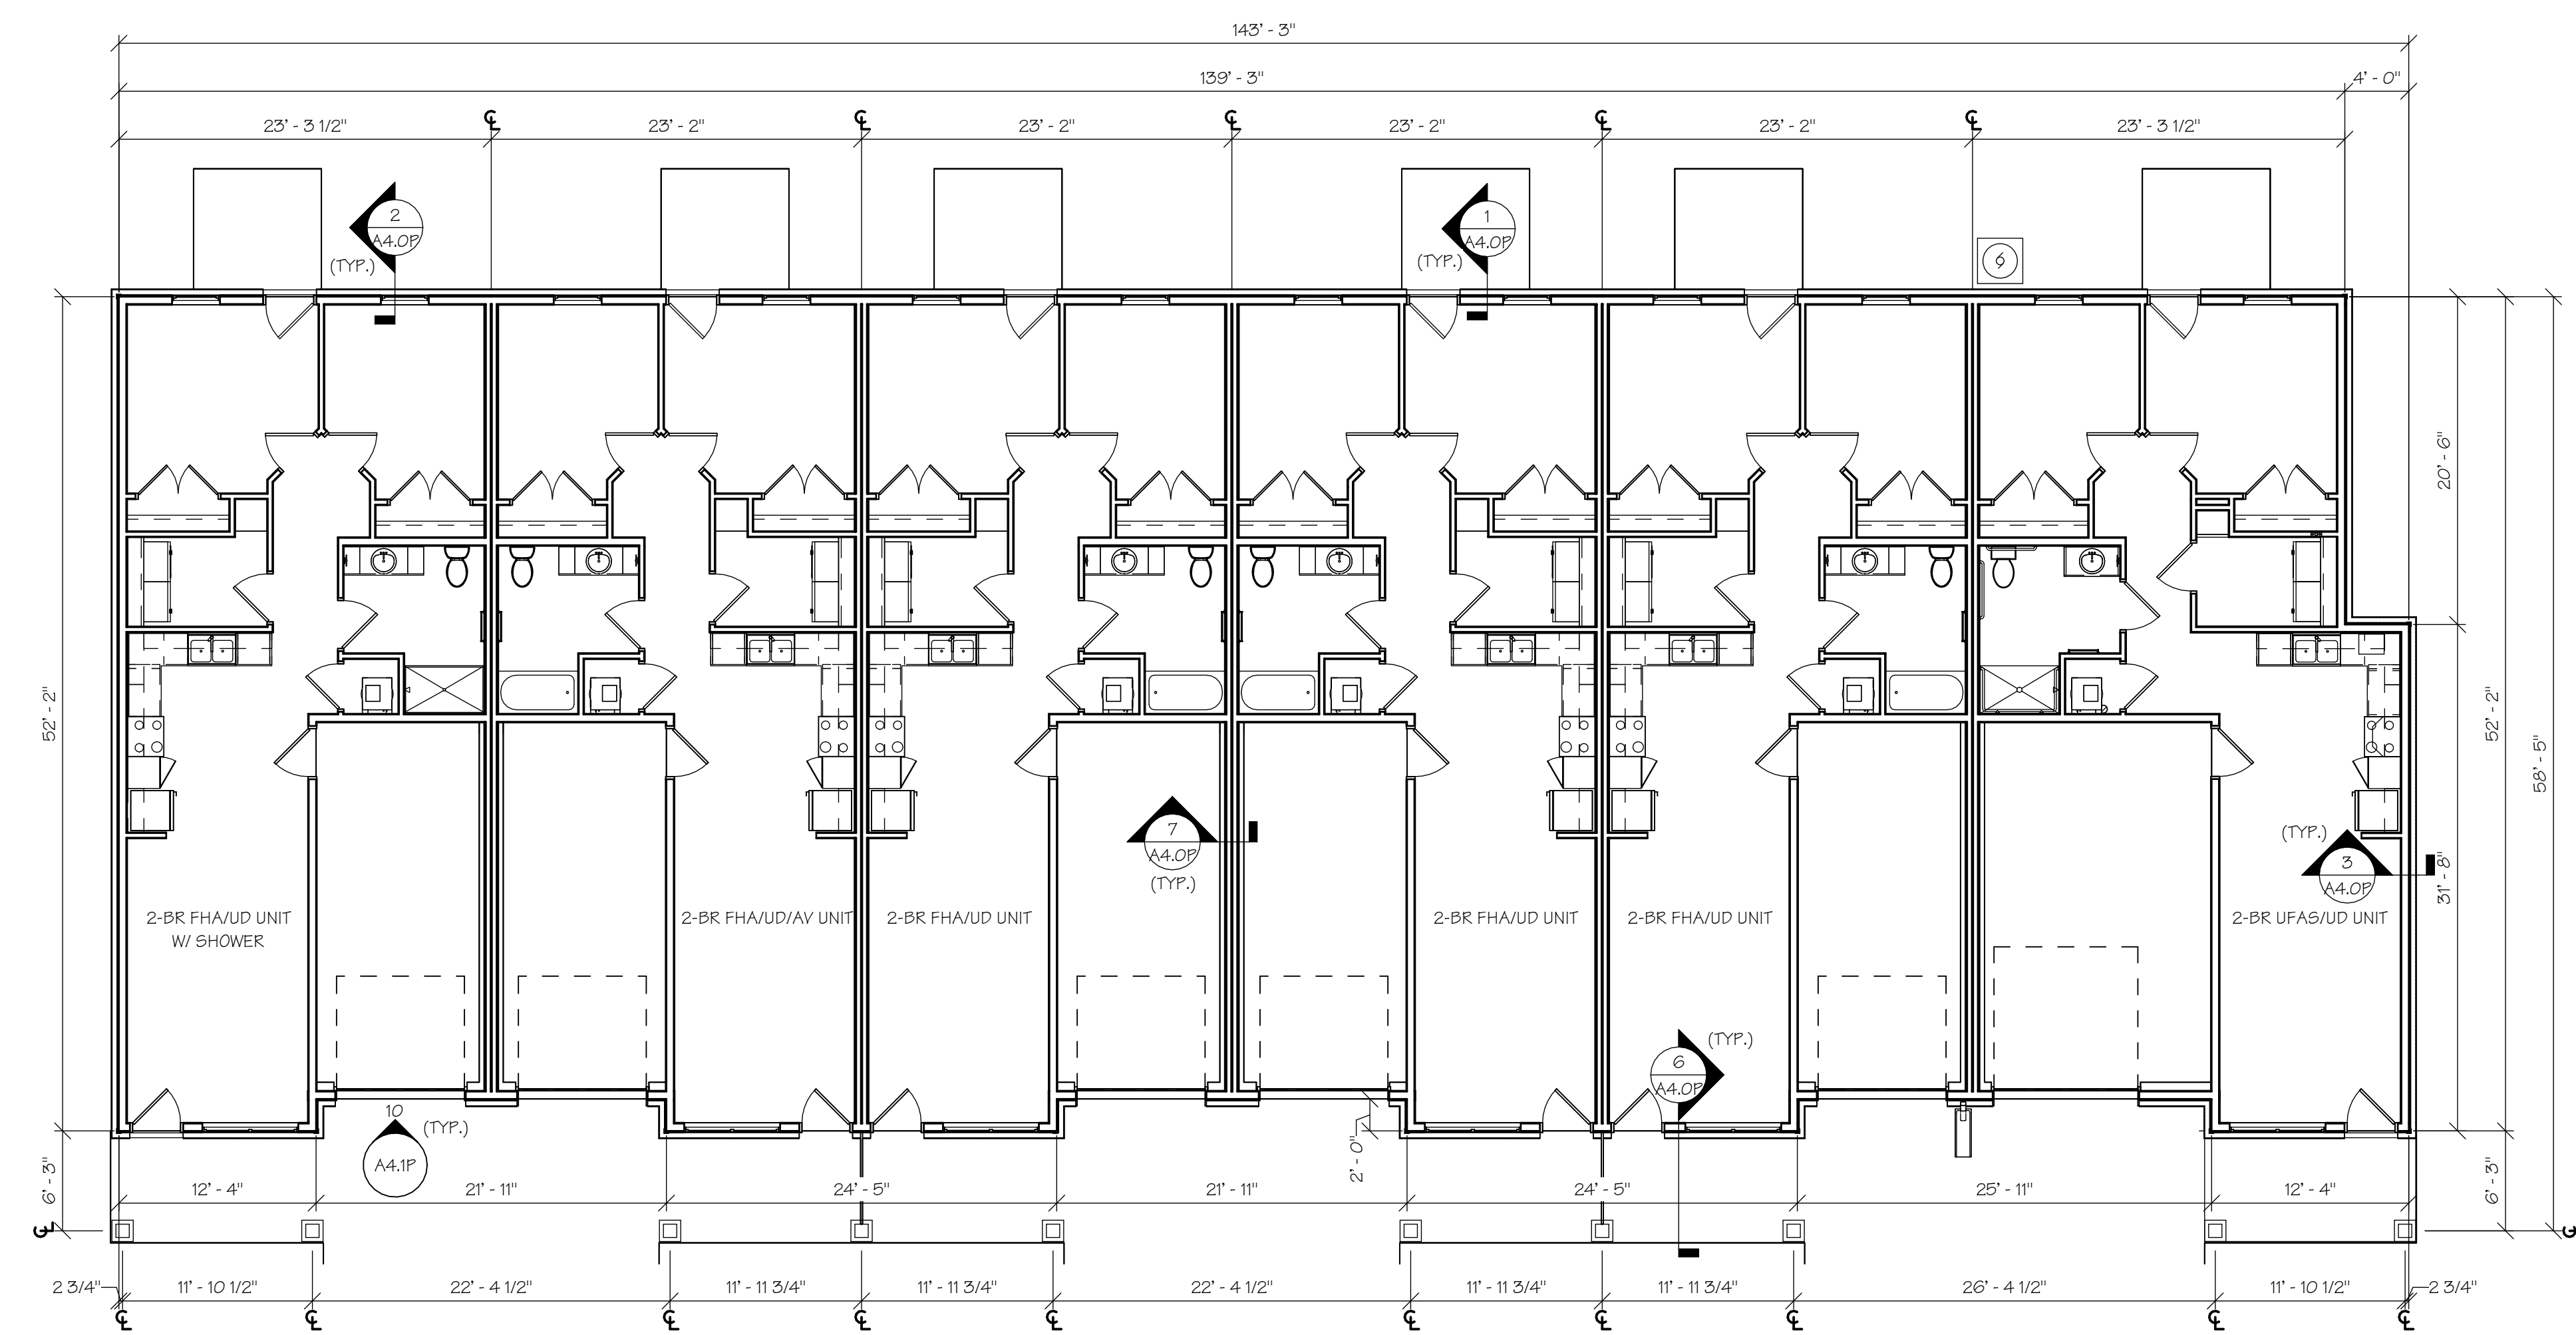 143' - 3"
139' - 3"
4' - 0"
23' - 3 1/2"
23' - 2"
23' - 2"
23' - 2"
23' - 2"
23' - 3 1/2"
2
A4.0P
(TYP.)
1
A4.0P
(TYP.)
20' - 6"
52' - 2"
52' - 2"
58' - 5"
7
A4.0P
(TYP.)
(TYP.)
3
A4.0P
31' - 8"
2-BR FHA/UD UNIT
W/ SHOWER
2-BR FHA/UD/AV UNIT
2-BR FHA/UD UNIT
2-BR FHA/UD UNIT
2-BR FHA/UD UNIT
2-BR UFAS/UD UNIT
(TYP.)
6
A4.0P
10
(TYP.)
A4.1P
2' - 0"
6' - 3"
6' - 3"
12' - 4"
21' - 11"
24' - 5"
21' - 11"
24' - 5"
25' - 11"
12' - 4"
2 3/4"
11' - 10 1/2"
22' - 4 1/2"
11' - 11 3/4"
11' - 11 3/4"
22' - 4 1/2"
11' - 11 3/4"
11' - 11 3/4"
26' - 4 1/2"
11' - 10 1/2"
2 3/4"